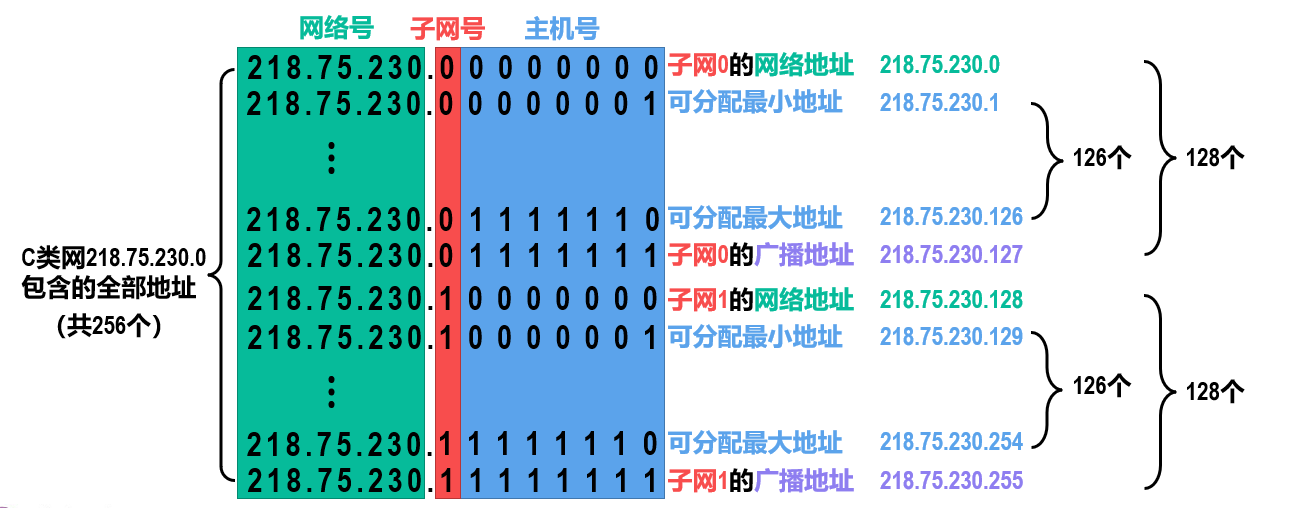 网络号 子网号 主机号
218.75.230.0 0 0 0 0 0 0 0 子网0的网络地址 218.75.230.0
218.75.230.0 0 0 0 0 0 0 1 可分配最小地址 218.75.230.1
⋮
126个 128个
218.75.230.0 1 1 1 1 1 1 0 可分配最大地址 218.75.230.126
218.75.230.0 1 1 1 1 1 1 1 子网0的广播地址 218.75.230.127
C类网218.75.230.0
包含的全部地址
(共256个)
218.75.230.1 0 0 0 0 0 0 0 子网1的网络地址 218.75.230.128
218.75.230.1 0 0 0 0 0 0 1 可分配最小地址 218.75.230.129
⋮
126个 128个
218.75.230.1 1 1 1 1 1 1 0 可分配最大地址 218.75.230.254
218.75.230.1 1 1 1 1 1 1 1 子网1的广播地址 218.75.230.255